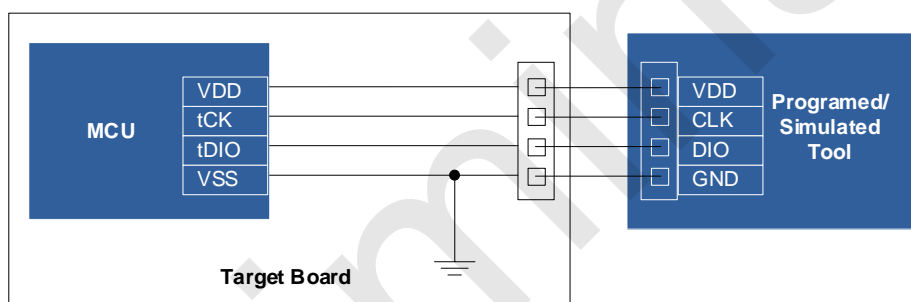 MCU
VDD
tCK
tDIO
VSS
Target Board
VDD
CLK
DIO
GND
Programed/
Simulated
Tool